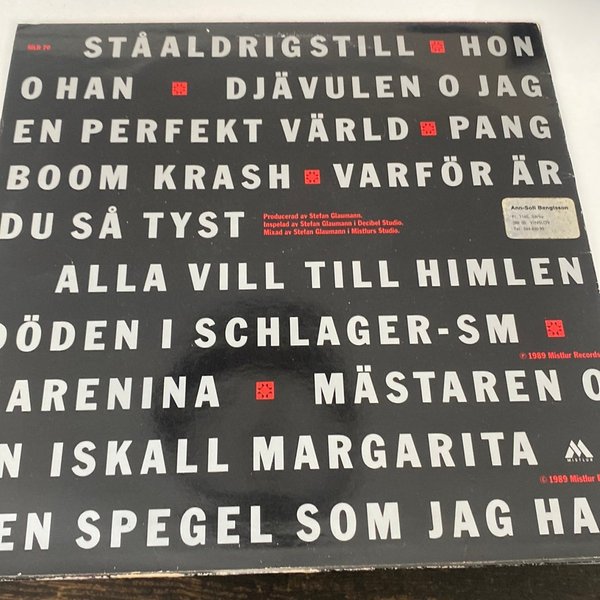 MLR 70
STÅALDRIGSTILL HON
O HAN DJÄVULEN O JAG
EN PERFEKT VÄRLD PANG
BOOM KRASH VARFÖR ÄR
DU SÅ TYST
Producerad av Stefan Glaumann.
Inspelad av Stefan Glaumann i Decibel Studio.
Mixad av Stefan Glaumann i Mistlurs Studio.
Ann-Sofi Bengtsson
ALLA VILL TILL HIMLEN
DÖDEN I SCHLAGER-SM
℗ 1989 Mistlur Records
ARENINA MÄSTAREN O
N ISKALL MARGARITA
MISTLUR
© 1989 Mistlur
EN SPEGEL SOM JAG HA